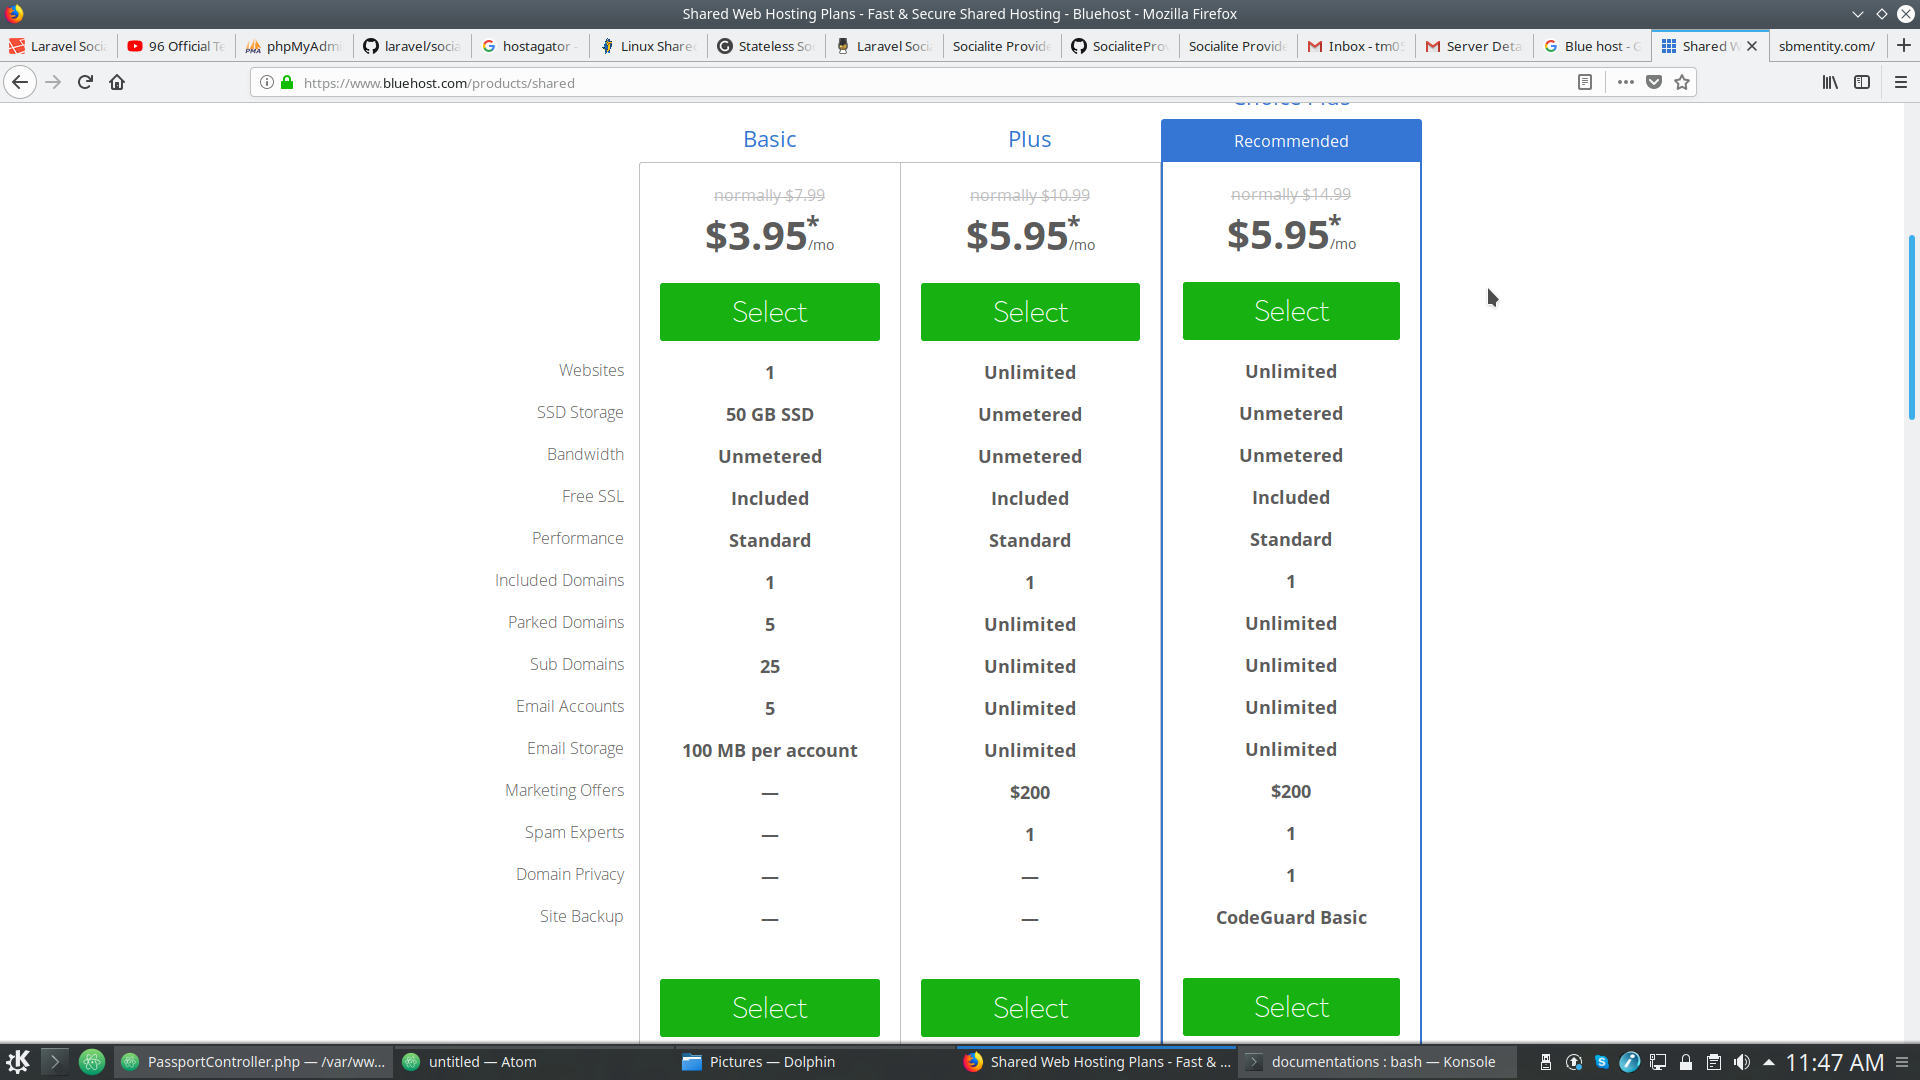 Shared Web Hosting Plans - Fast & Secure Shared Hosting - Bluehost - Mozilla Firefox
Laravel Soci
96 Official Te
phpMyAdmi
laravel/socia
hostagator -
Linux Share
Stateless So
Laravel Soci
Socialite Provide
SocialitePro
Socialite Provide
Inbox - tm05
Server Deta
Blue host - G
Shared W
sbmentity.com/
https://www.bluehost.com/products/shared
Choice Plus
Basic
Plus
Recommended
normally $7.99
normally $10.99
normally $14.99
$3.95*/mo
$5.95*/mo
$5.95*/mo
Select
Select
Select
Websites 1 Unlimited Unlimited
SSD Storage 50 GB SSD Unmetered Unmetered
Bandwidth Unmetered Unmetered Unmetered
Free SSL Included Included Included
Performance Standard Standard Standard
Included Domains 1 1 1
Parked Domains 5 Unlimited Unlimited
Sub Domains 25 Unlimited Unlimited
Email Accounts 5 Unlimited Unlimited
Email Storage 100 MB per account Unlimited Unlimited
Marketing Offers — $200 $200
Spam Experts — 1 1
Domain Privacy — — 1
Site Backup — — CodeGuard Basic
Select
Select
Select
PassportController.php — /var/ww...
untitled — Atom
Pictures — Dolphin
Shared Web Hosting Plans - Fast & ...
documentations : bash — Konsole
11:47 AM